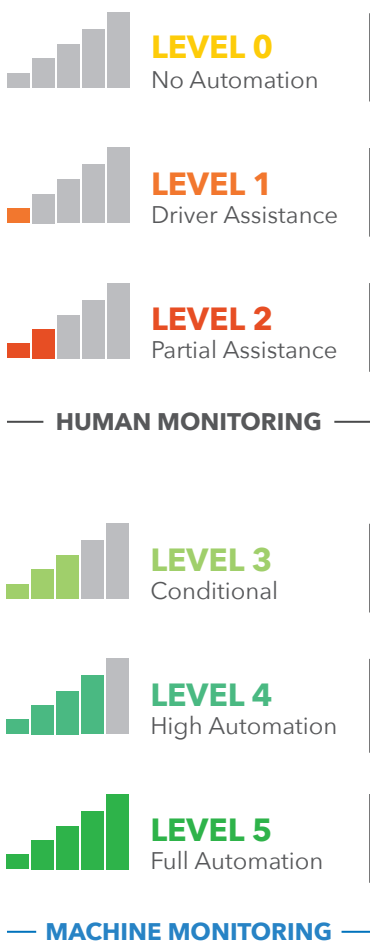 LEVEL 0
No Automation
LEVEL 1
Driver Assistance
LEVEL 2
Partial Assistance
HUMAN MONITORING
LEVEL 3
Conditional
LEVEL 4
High Automation
LEVEL 5
Full Automation
MACHINE MONITORING